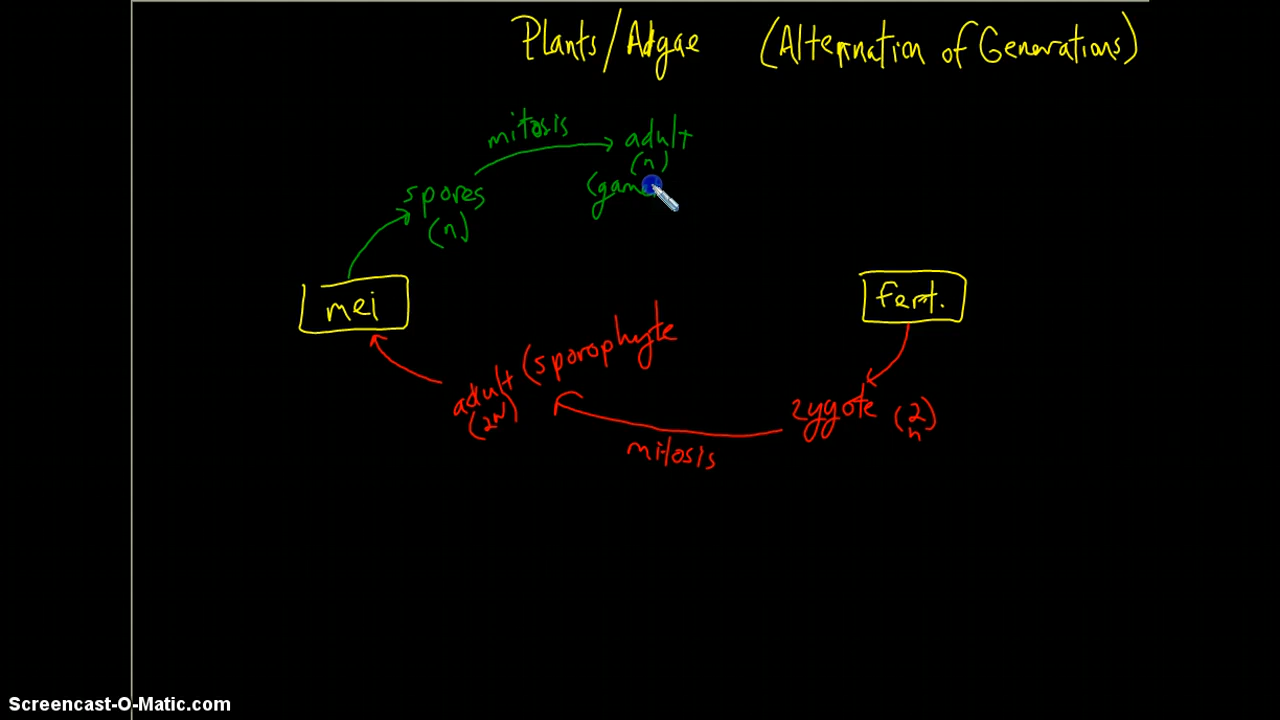 Plants/Algae (Alternation of Generations)
mitosis
adult
(n)
(game
spores
(n)
mei
fert.
adult (sporophyte
(2N)
zygote (2n)
mitosis
Screencast-O-Matic.com